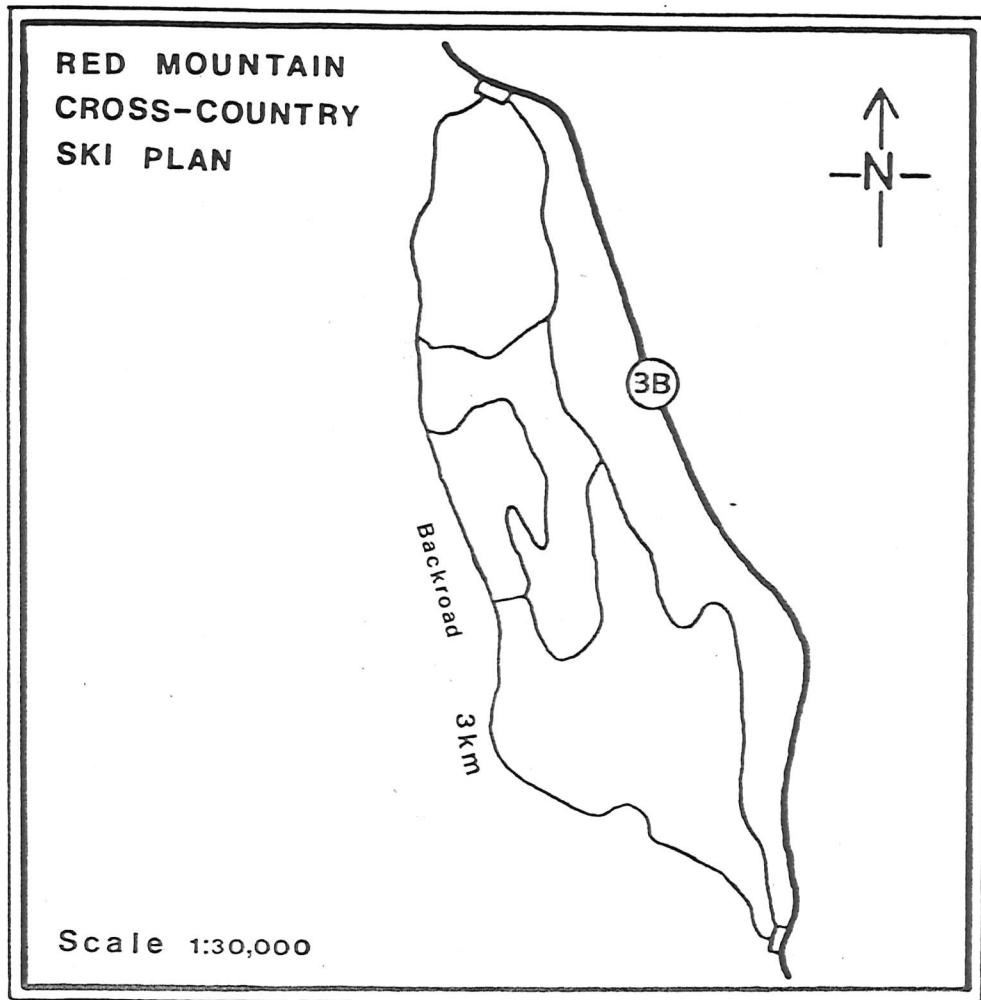 RED MOUNTAIN
CROSS-COUNTRY
SKI PLAN
N
3B
Backroad 3km
Scale 1:30,000